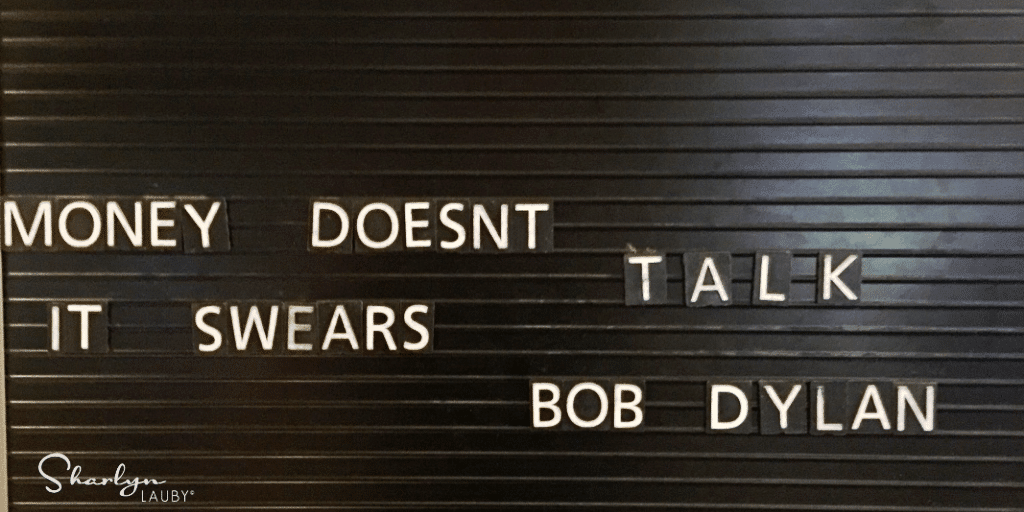 MONEY DOESNT
TALK
IT SWEARS
BOB DYLAN
Sharlyn
LAUBY®